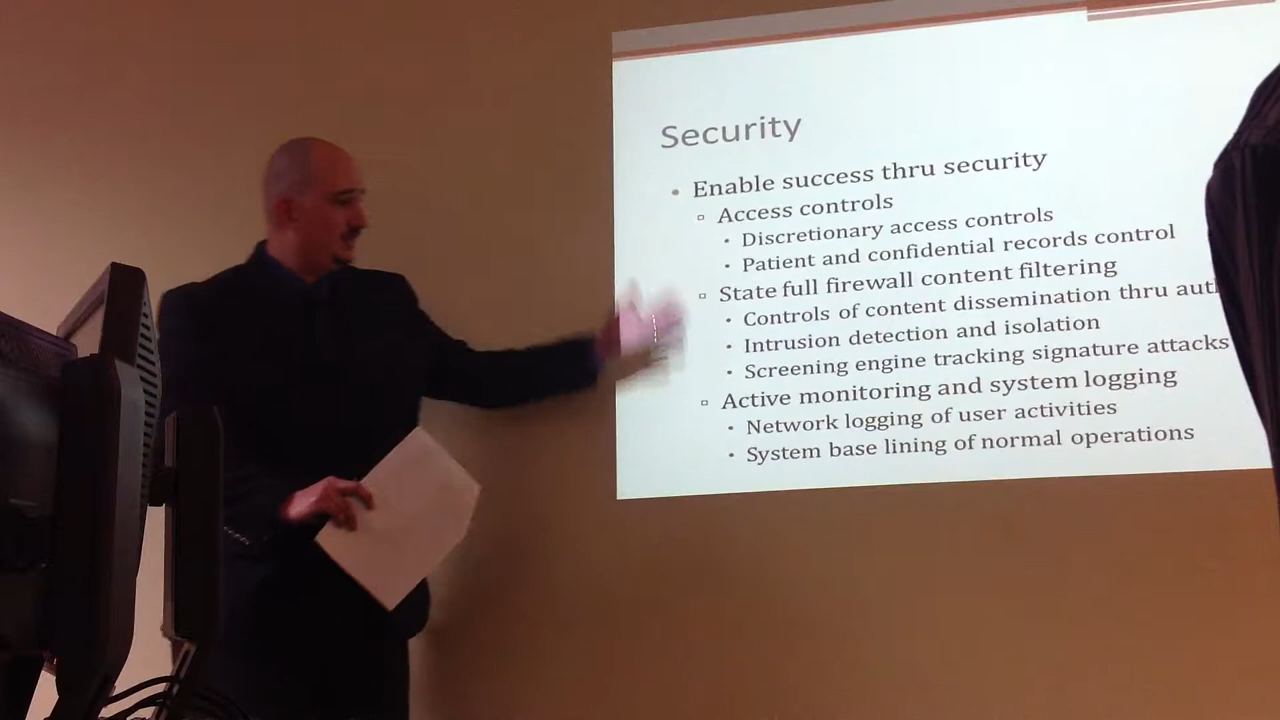 Security
• Enable success thru security
▫ Access controls
• Discretionary access controls
• Patient and confidential records control
▫ State full firewall content filtering
• Controls of content dissemination thru
• Intrusion detection and isolation
• Screening engine tracking signature attacks
▫ Active monitoring and system logging
• Network logging of user activities
• System base lining of normal operations